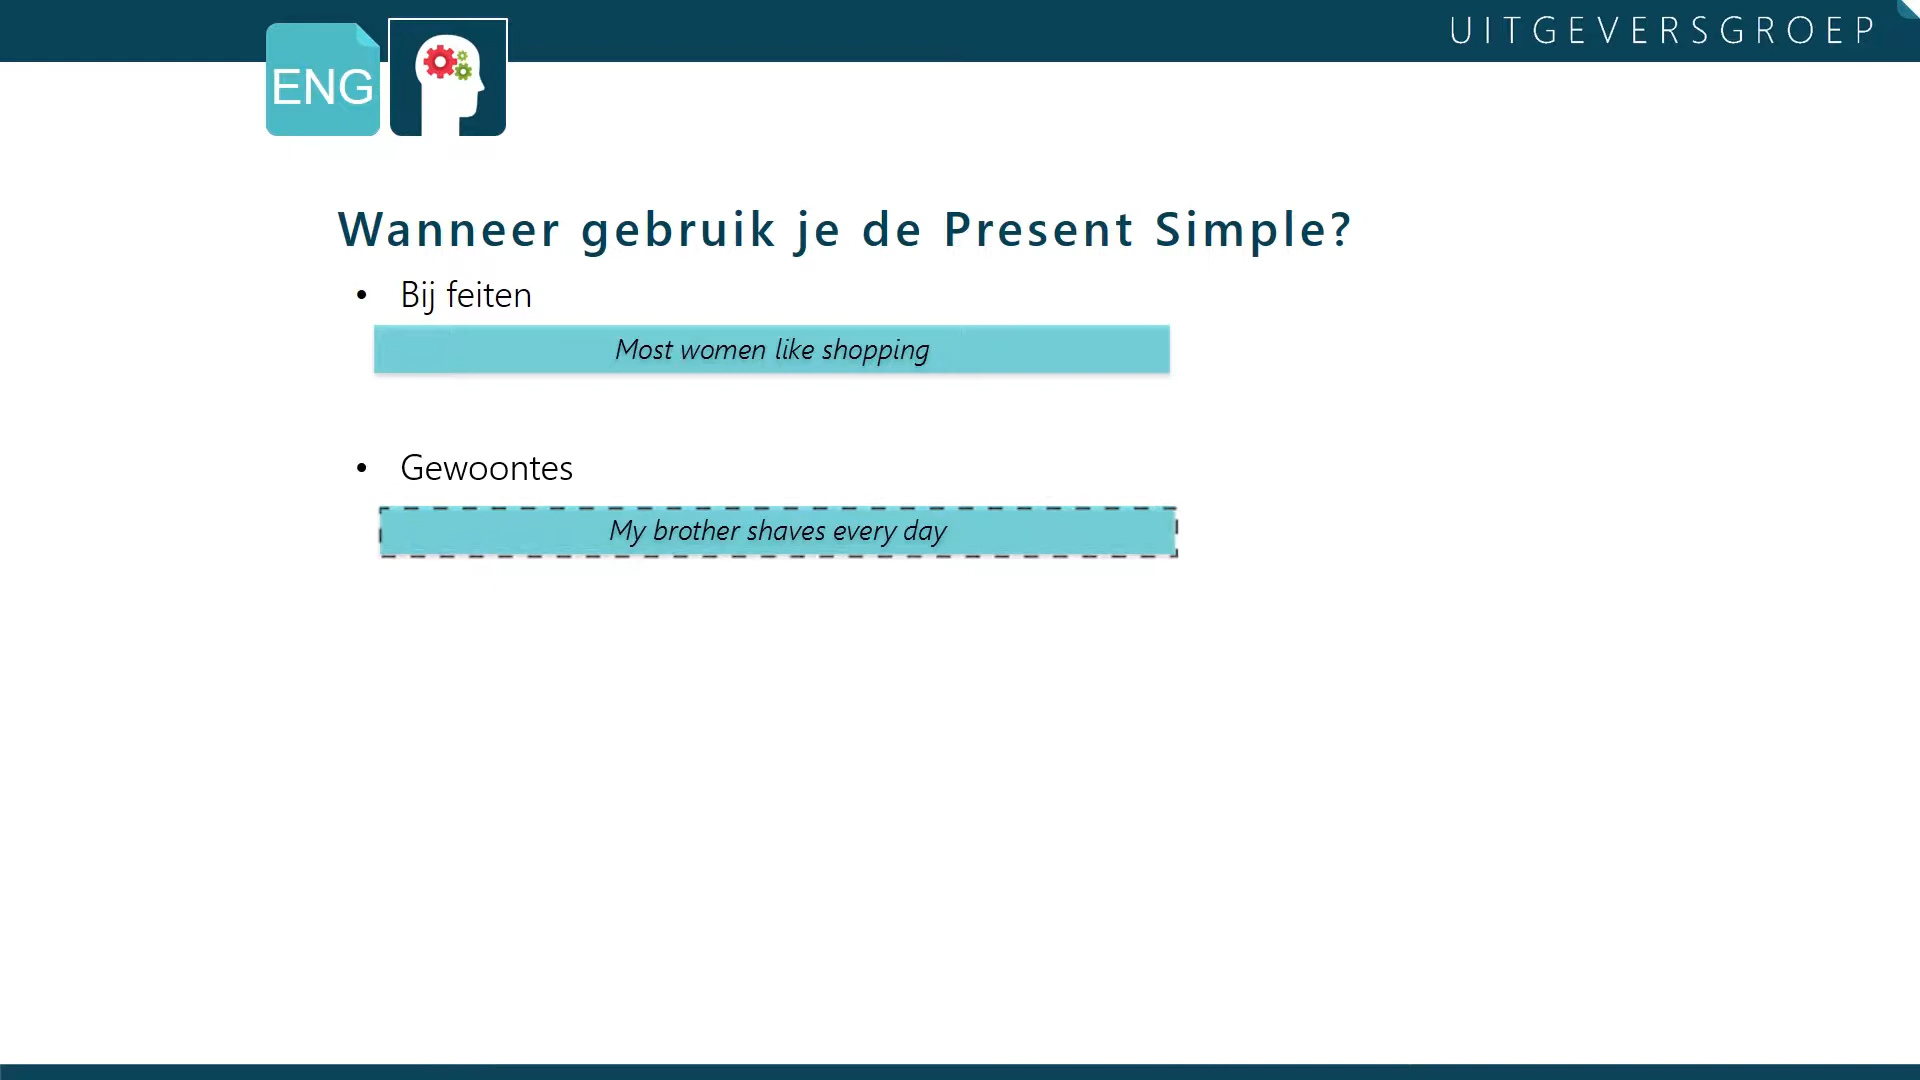 UITGEVERSGROEP
ENG
Wanneer gebruik je de Present Simple?
• Bij feiten
Most women like shopping
• Gewoontes
My brother shaves every day